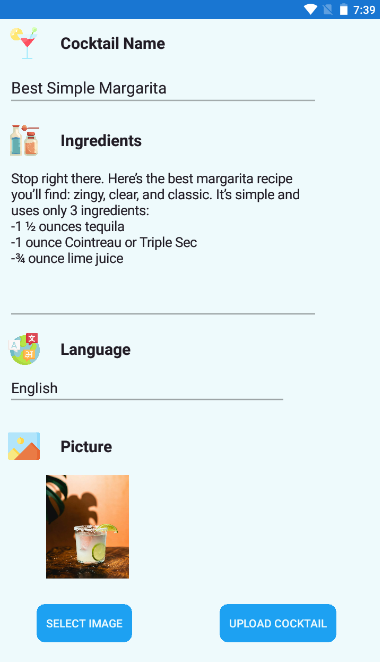 7:39
Cocktail Name
Best Simple Margarita
Ingredients
Stop right there. Here's the best margarita recipe
you'll find: zingy, clear, and classic. It's simple and
uses only 3 ingredients:
-1 ½ ounces tequila
-1 ounce Cointreau or Triple Sec
-¾ ounce lime juice
Language
English
Picture
SELECT IMAGE
UPLOAD COCKTAIL